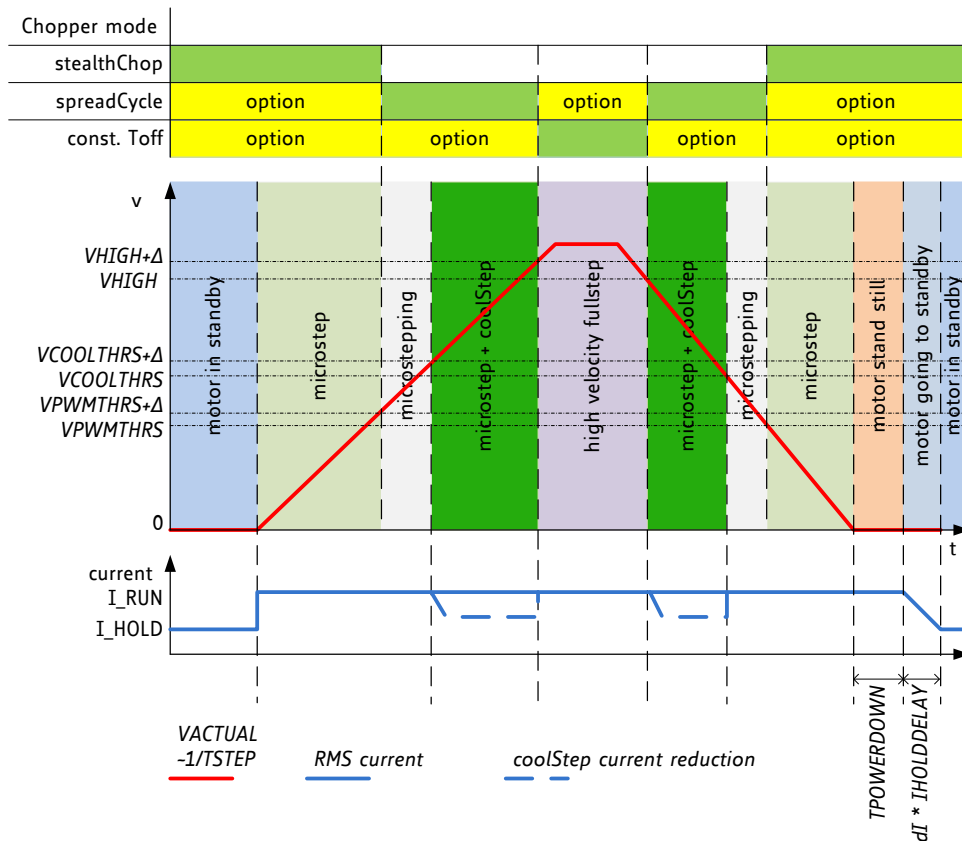 Chopper mode
stealthChop
spreadCycle
option
option
option
const. Toff
option
option
option
option
v
VHIGH+Δ
VHIGH
VCOOLTHRS+Δ
VCOOLTHRS
VPWMTHRS+Δ
VPWMTHRS
0
motor in standby
microstep
microstepping
microstep + coolStep
high velocity fullstep
microstep + coolStep
microstepping
microstep
motor stand still
motor going to standby
motor in standby
t
current
I_RUN
I_HOLD
TPOWERDOWN
dI * IHOLDDELAY
VACTUAL
~1/TSTEP
RMS current
coolStep current reduction